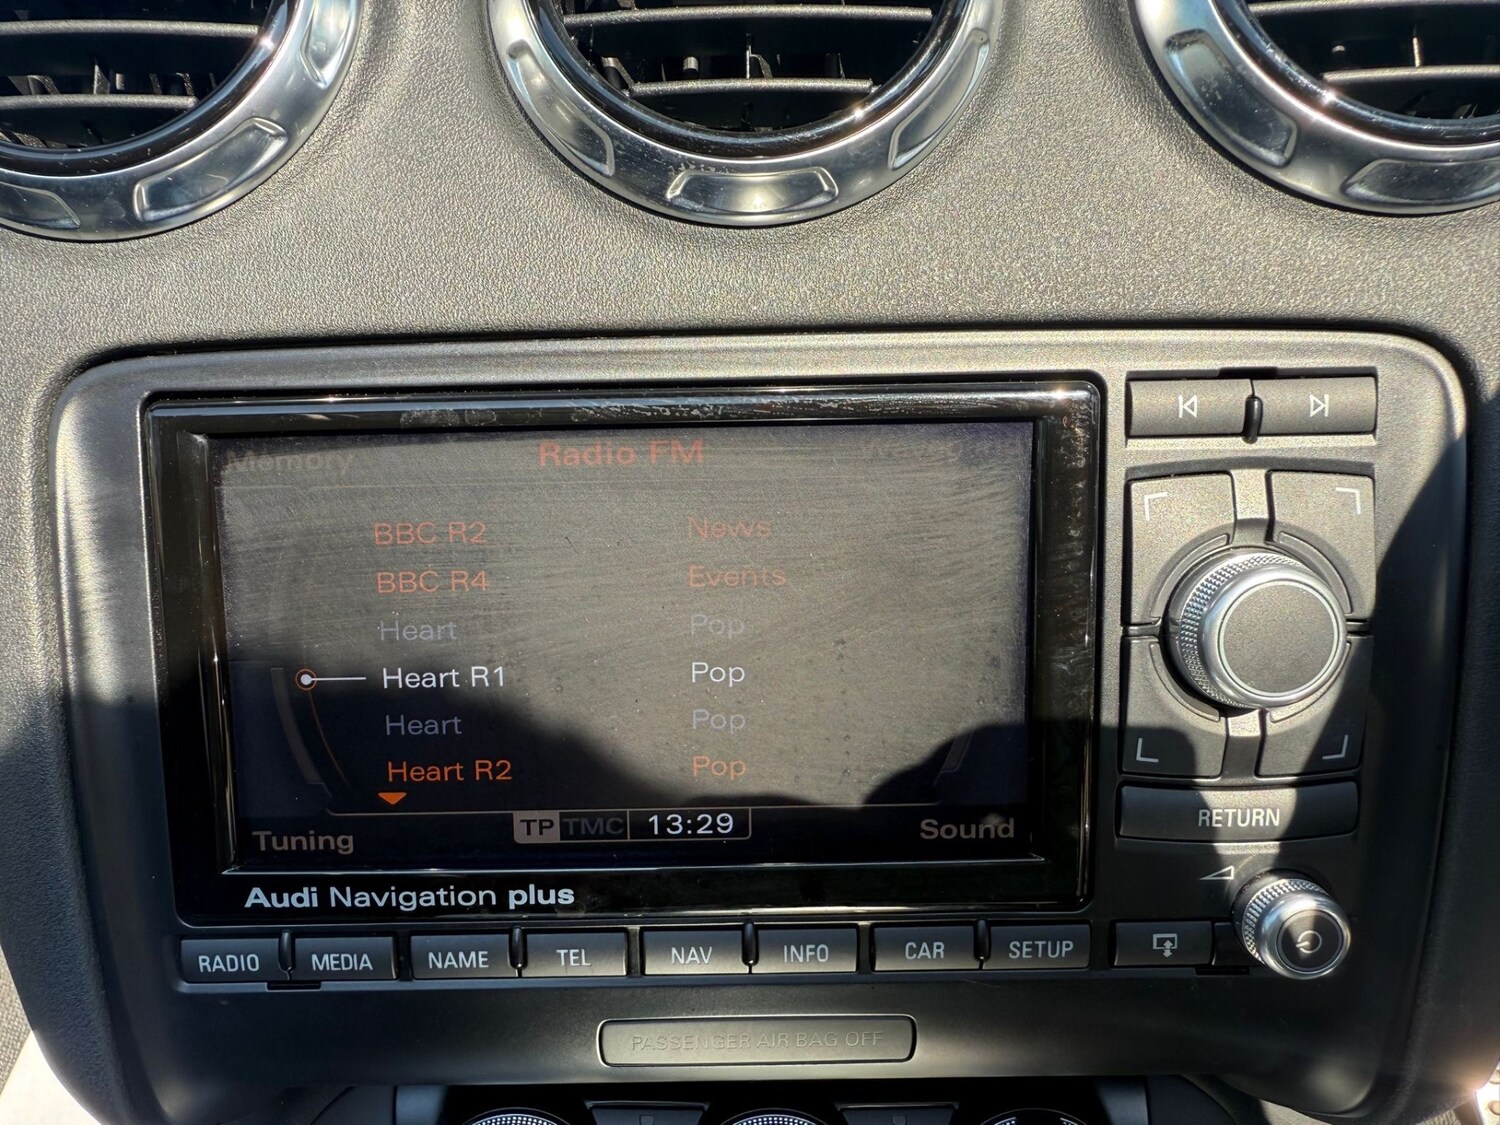 Memory Radio FM
BBC R2 News
BBC R4 Events
Heart Pop
Heart R1 Pop
Heart Pop
Heart R2 Pop
Tuning TP TMC 13:29 Sound
Audi Navigation plus
RETURN
RADIO MEDIA NAME TEL NAV INFO CAR SETUP
PASSENGER AIR BAG OFF